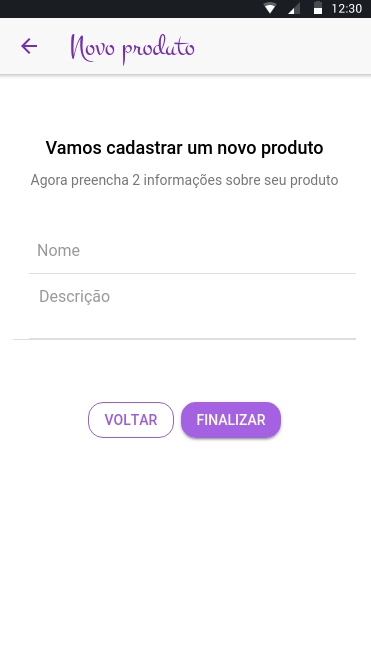 12:30
Novo produto
Vamos cadastrar um novo produto
Agora preencha 2 informações sobre seu produto
Nome
Descrição
VOLTAR FINALIZAR